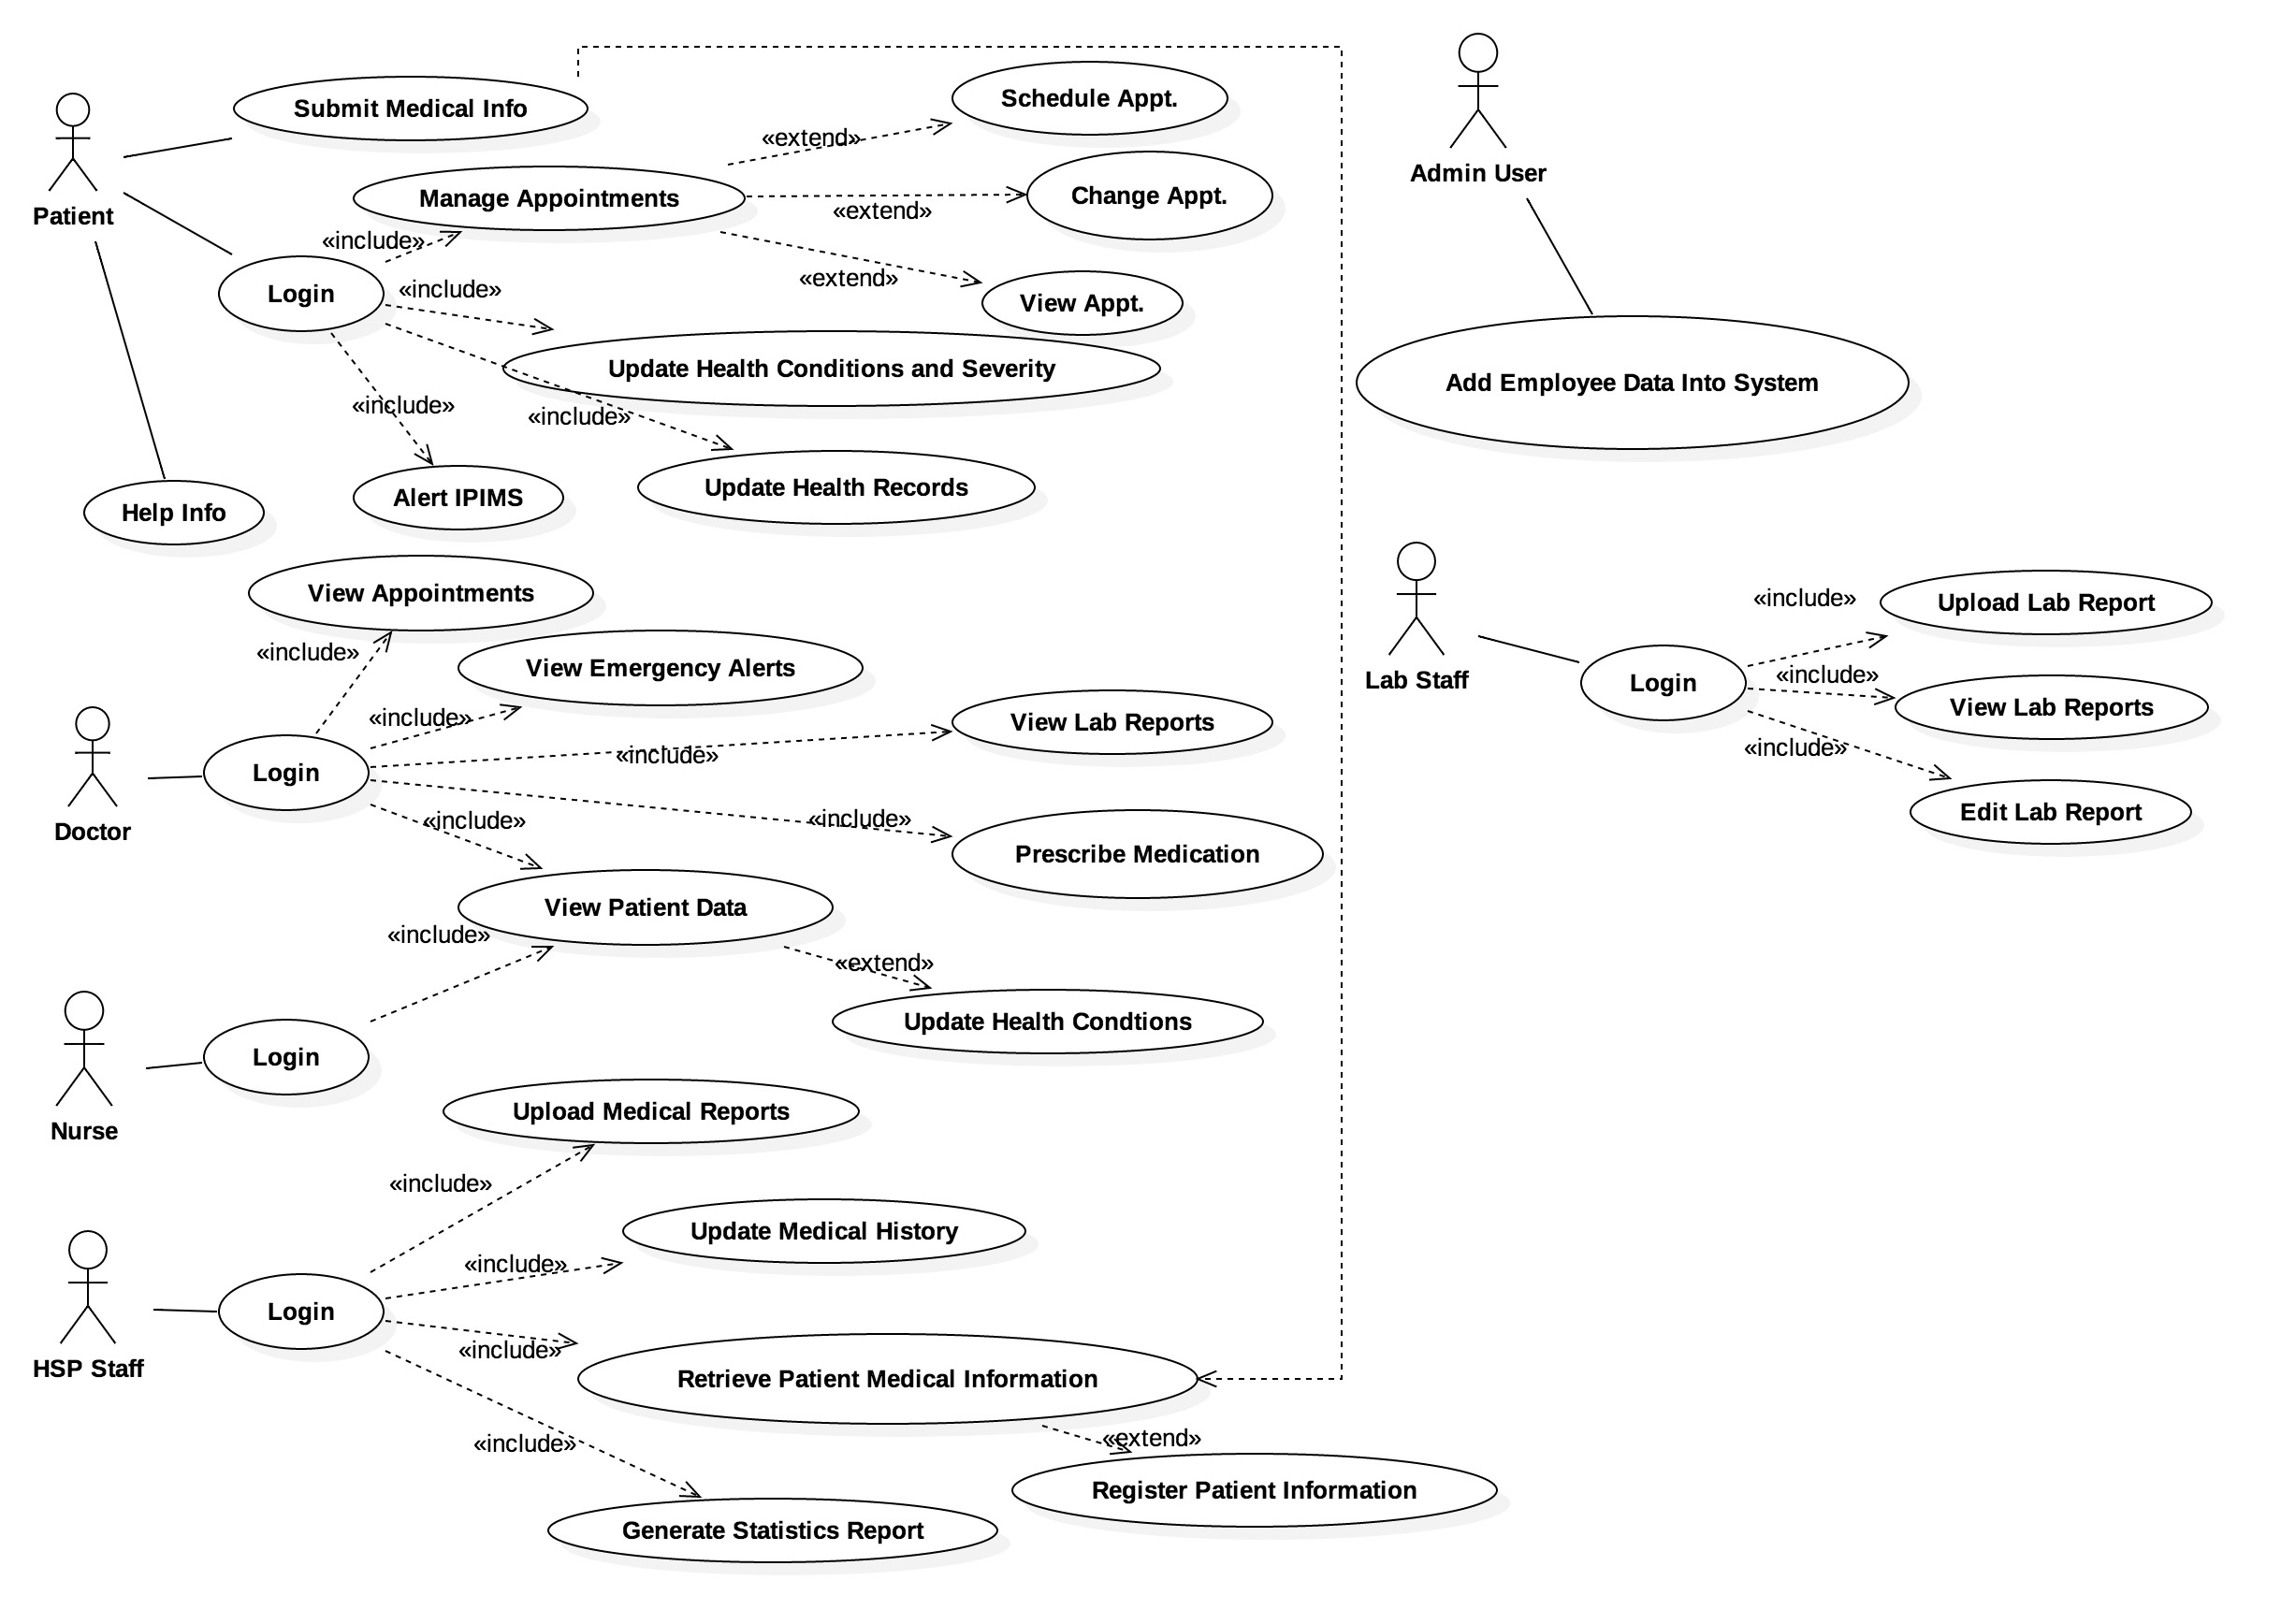 Submit Medical Info
Schedule Appt.
«extend»
Patient
Manage Appointments
Change Appt.
«extend»
«include»
Login
«include»
«extend»
View Appt.
Update Health Conditions and Severity
«include»
«include»
Alert IPIMS
Update Health Records
Help Info
Admin User
Add Employee Data Into System
View Appointments
«include»
View Emergency Alerts
«include»
View Lab Reports
«include»
Login
Doctor
«include»
«include»
Prescribe Medication
View Patient Data
«include»
«extend»
Update Health Condtions
Login
Nurse
Lab Staff
Login
«include»
Upload Lab Report
«include»
View Lab Reports
«include»
Edit Lab Report
Upload Medical Reports
«include»
Update Medical History
«include»
Login
HSP Staff
«include»
Retrieve Patient Medical Information
«include»
«extend»
Register Patient Information
Generate Statistics Report